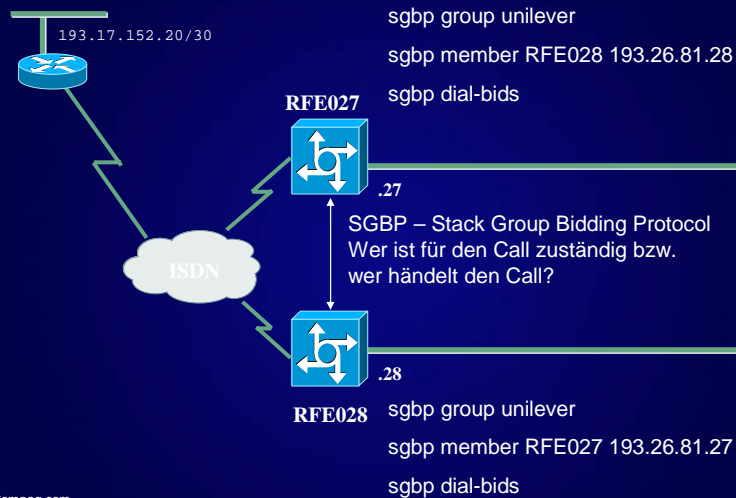 193.17.152.20/30
sgbp group unilever
sgbp member RFE028 193.26.81.28
sgbp dial-bids
RFE027
.27
SGBP – Stack Group Bidding Protocol
Wer ist für den Call zuständig bzw.
wer händelt den Call?
ISDN
.28
RFE028
sgbp group unilever
sgbp member RFE027 193.26.81.27
sgbp dial-bids